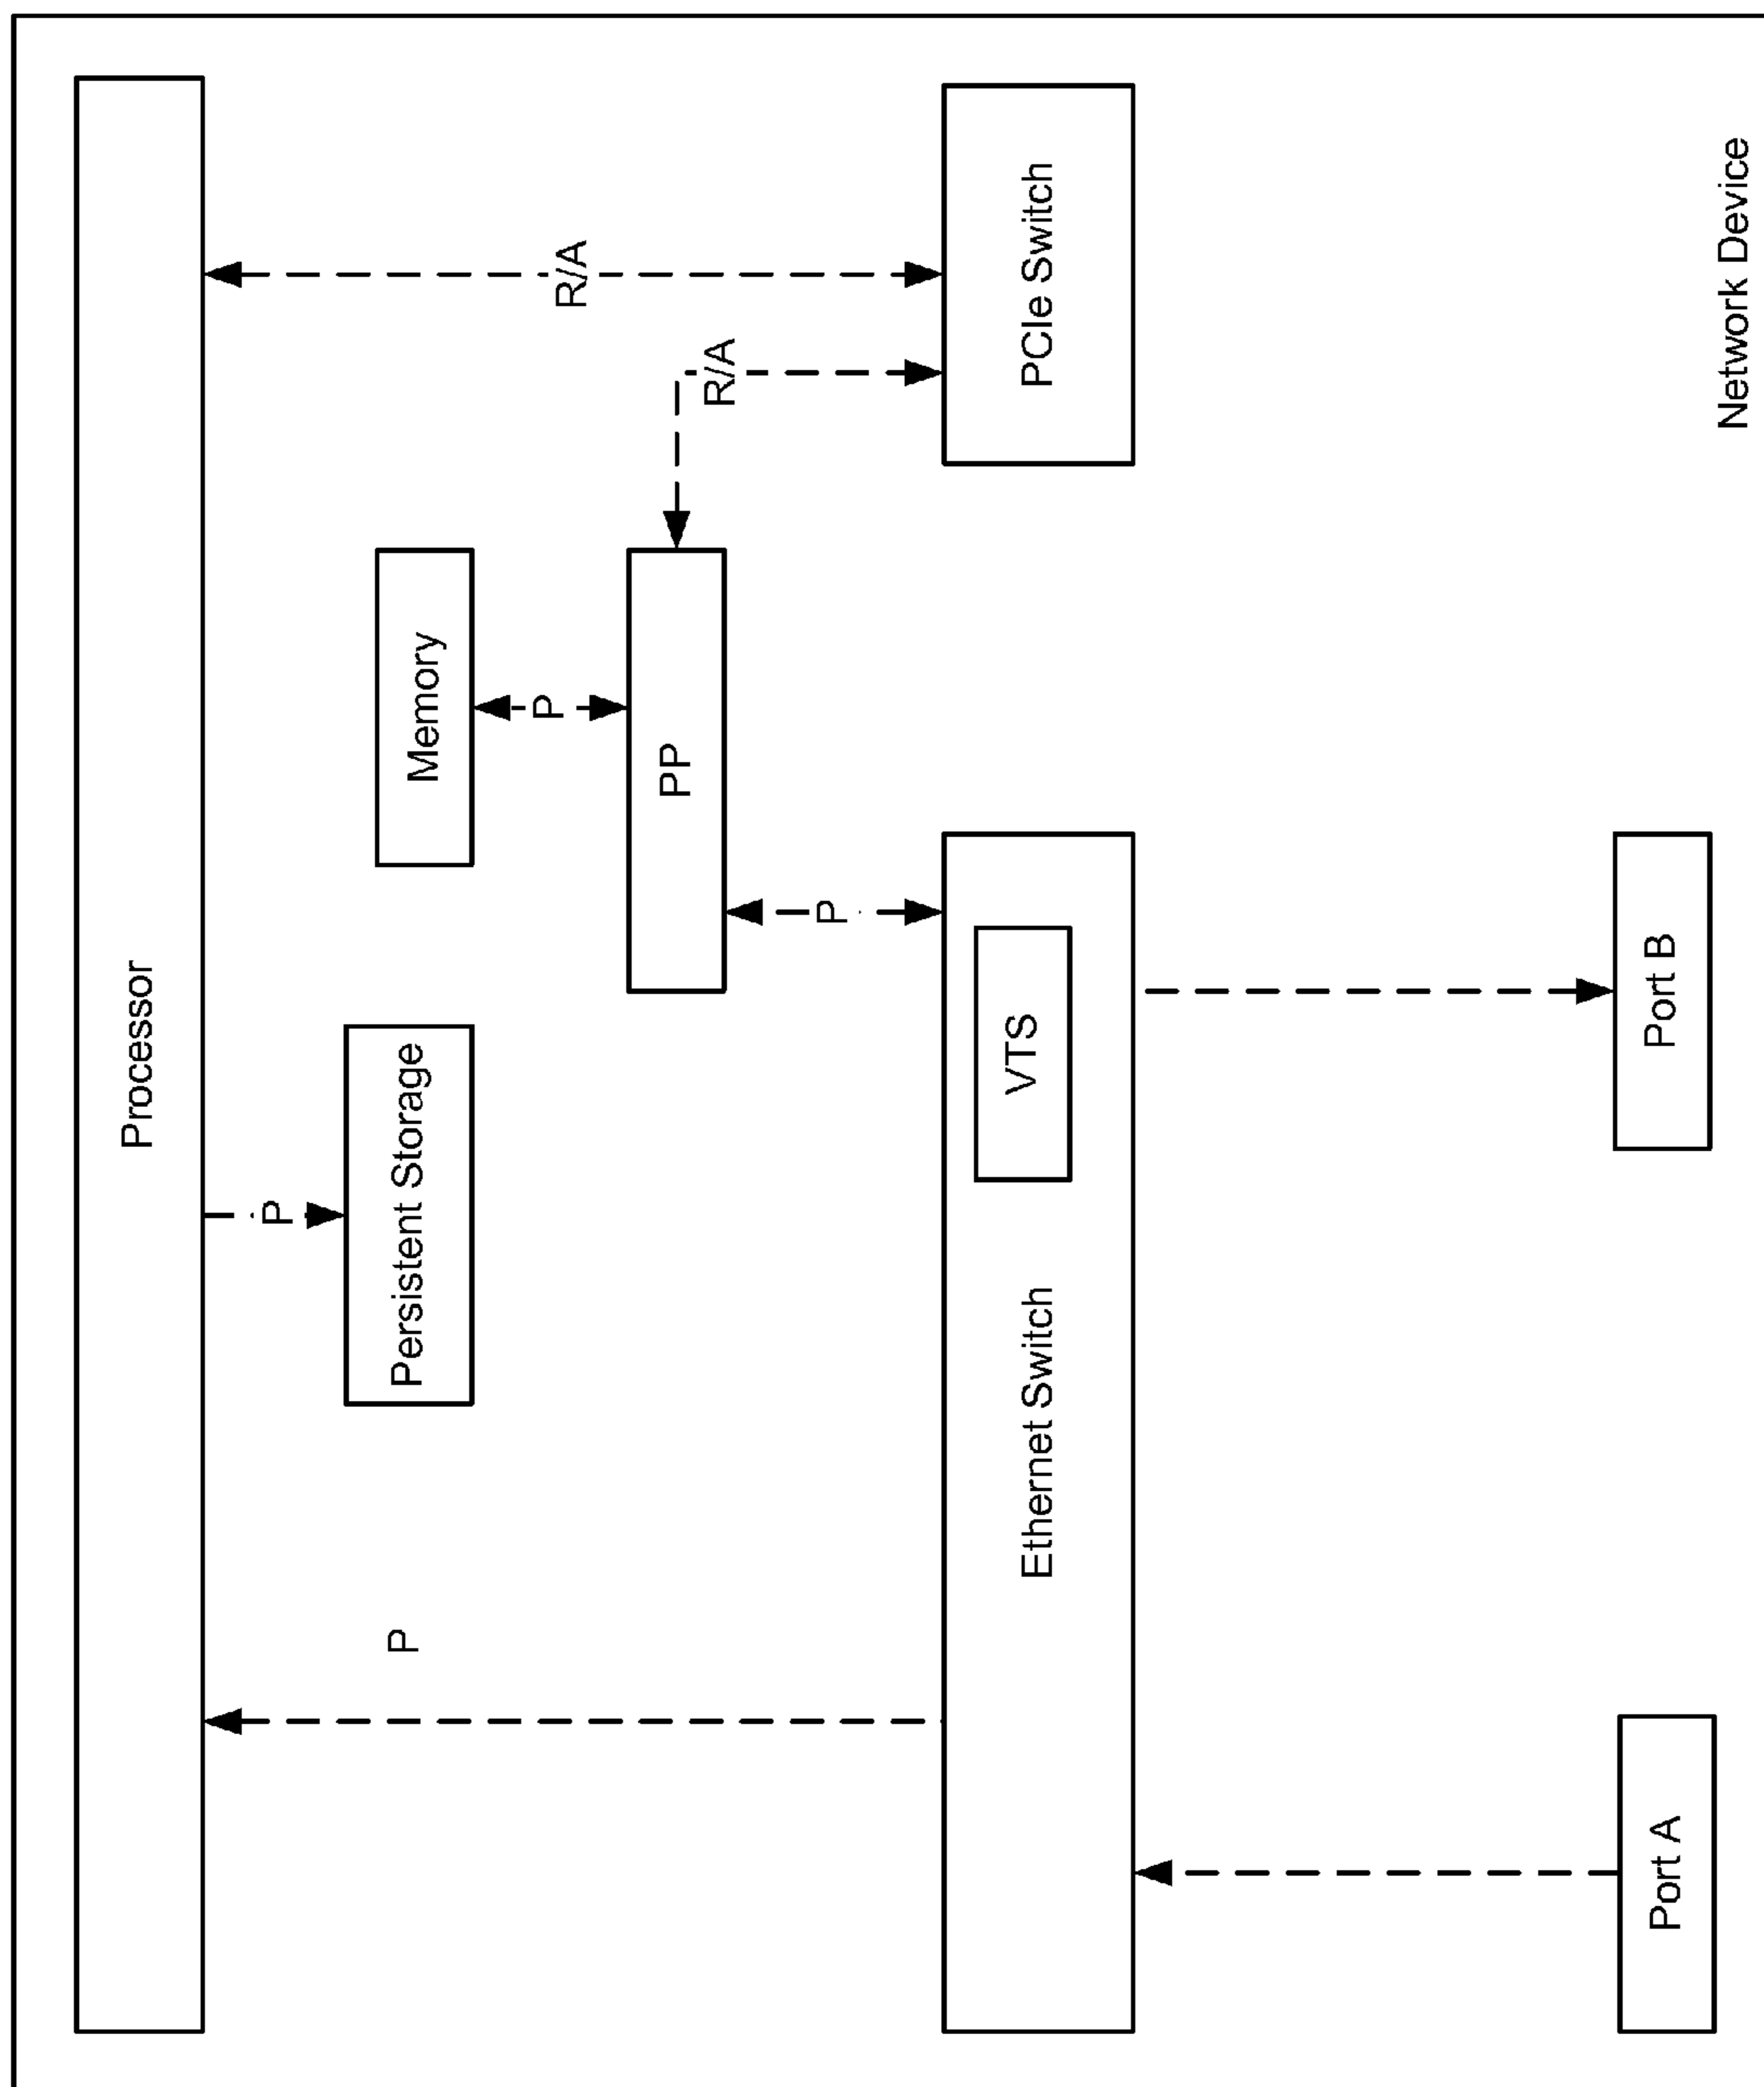 Processor
P
Persistent Storage
P
Memory
P
PP
R/A
R/A
P
Ethernet Switch
VTS
PCIe Switch
Port A
Port B
Network Device